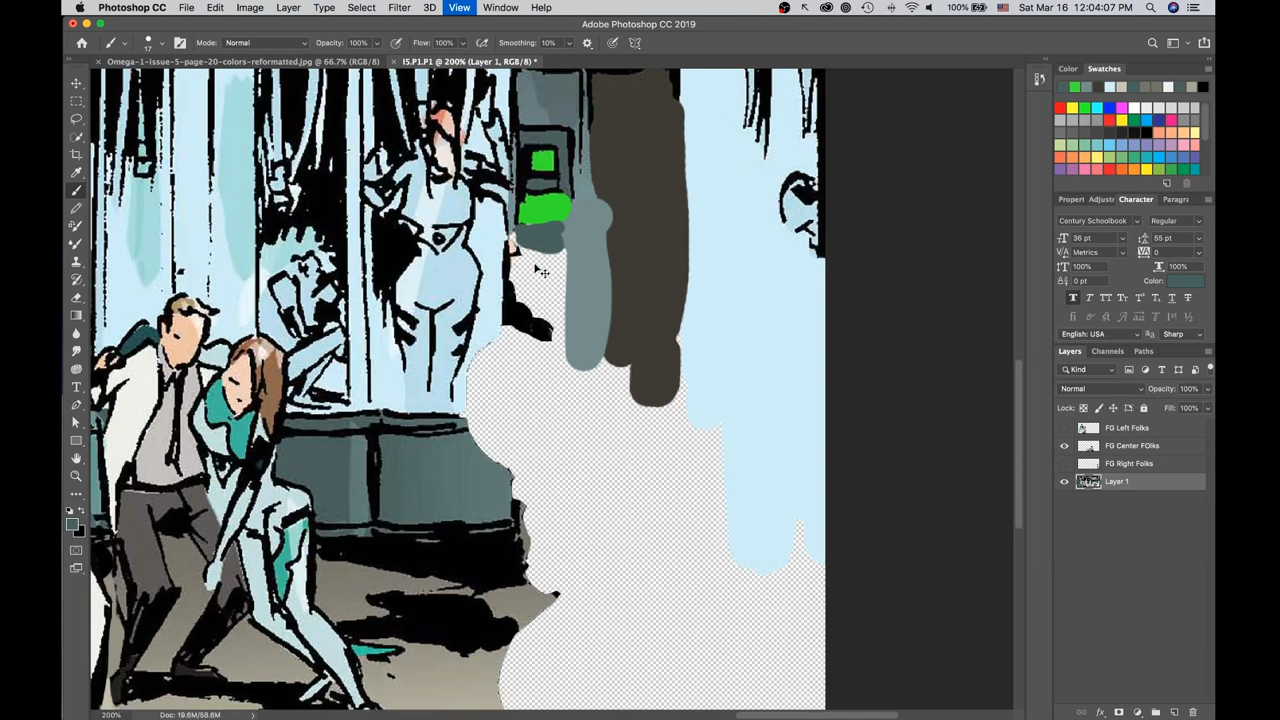 Photoshop CC File Edit Image Layer Type Select Filter 3D View Window Help 100% Sat Mar 16 12:04:07 PM
Adobe Photoshop CC 2019
17 Mode: Normal Opacity: 100% Flow: 100% Smoothing: 10%
Omega-1-issue-5-page-20-colors-reformatted.jpg @ 66.7% (RGB/8) I5.P1.P1 @ 200% (Layer 1, RGB/8) *
Color Swatches
Propert Adjustr Character Paragra
Century Schoolbook Regular
36 pt 55 pt
Metrics 0
100% 100%
0 pt Color:
English: USA Sharp
Layers Channels Paths
Kind
Normal Opacity: 100%
Lock: Fill: 100%
FG Left Folks
FG Center FOlks
FG Right Folks
Layer 1
200% Doc: 19.6M/58.6M